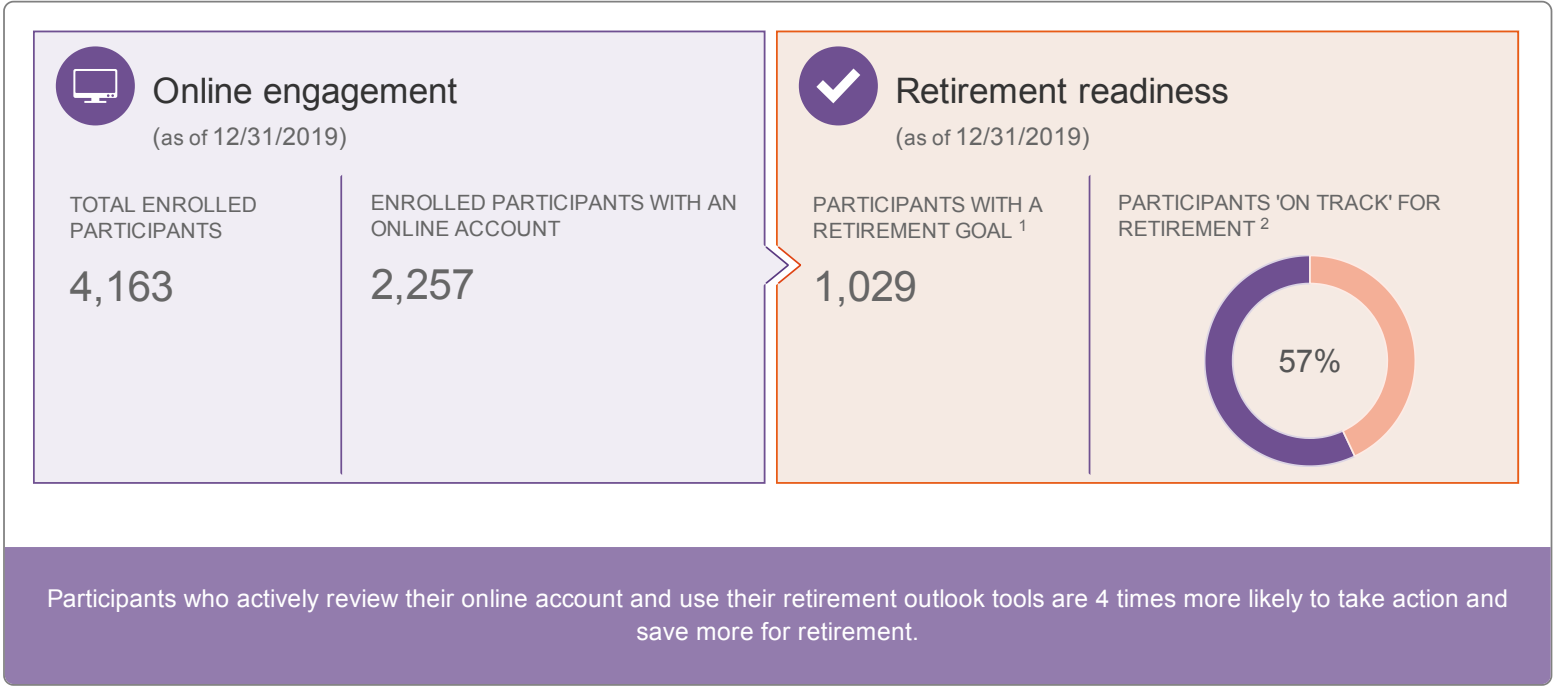 Online engagement
(as of 12/31/2019)
TOTAL ENROLLED
PARTICIPANTS
4,163
ENROLLED PARTICIPANTS WITH AN
ONLINE ACCOUNT
2,257
Retirement readiness
(as of 12/31/2019)
PARTICIPANTS WITH A
RETIREMENT GOAL 1
1,029
PARTICIPANTS 'ON TRACK' FOR
RETIREMENT 2
57%
Participants who actively review their online account and use their retirement outlook tools are 4 times more likely to take action and
save more for retirement.